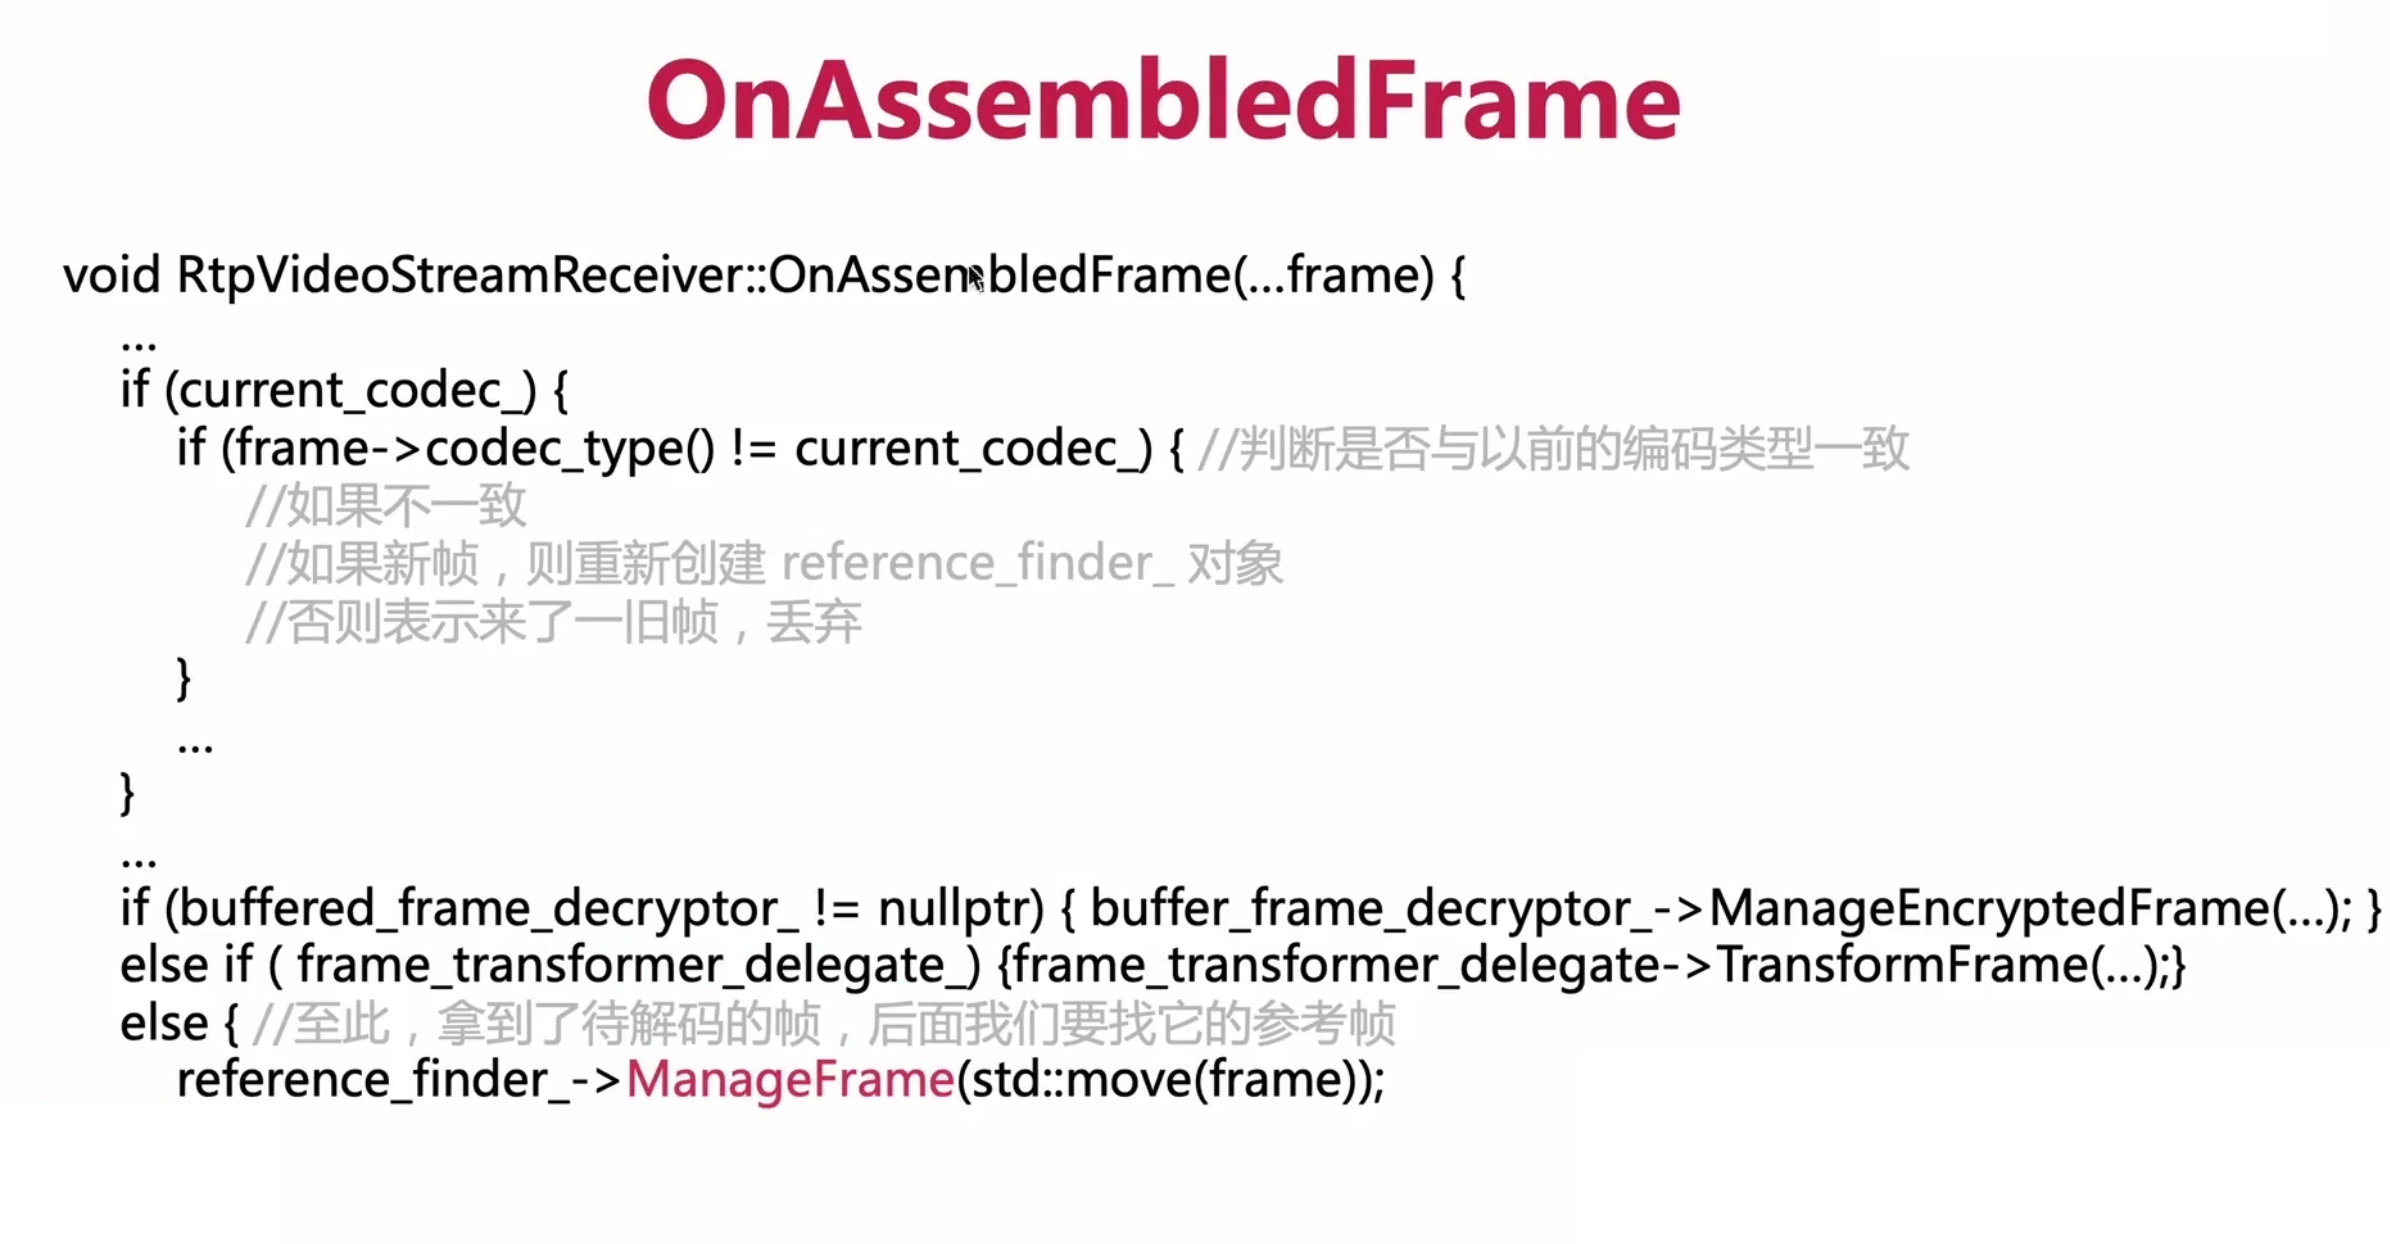 OnAssembledFrame
void RtpVideoStreamReceiver::OnAssembledFrame(...frame) {
...
if (current_codec_) {
if (frame->codec_type() != current_codec_) { //判断是否与以前的编码类型一致
//如果不一致
//如果新帧，则重新创建 reference_finder_ 对象
//否则表示来了一旧帧，丢弃
}
...
}
...
if (buffered_frame_decryptor_ != nullptr) { buffer_frame_decryptor_->ManageEncryptedFrame(...); }
else if ( frame_transformer_delegate_) {frame_transformer_delegate->TransformFrame(...);}
else { //至此，拿到了待解码的帧，后面我们要找它的参考帧
reference_finder_->ManageFrame(std::move(frame));